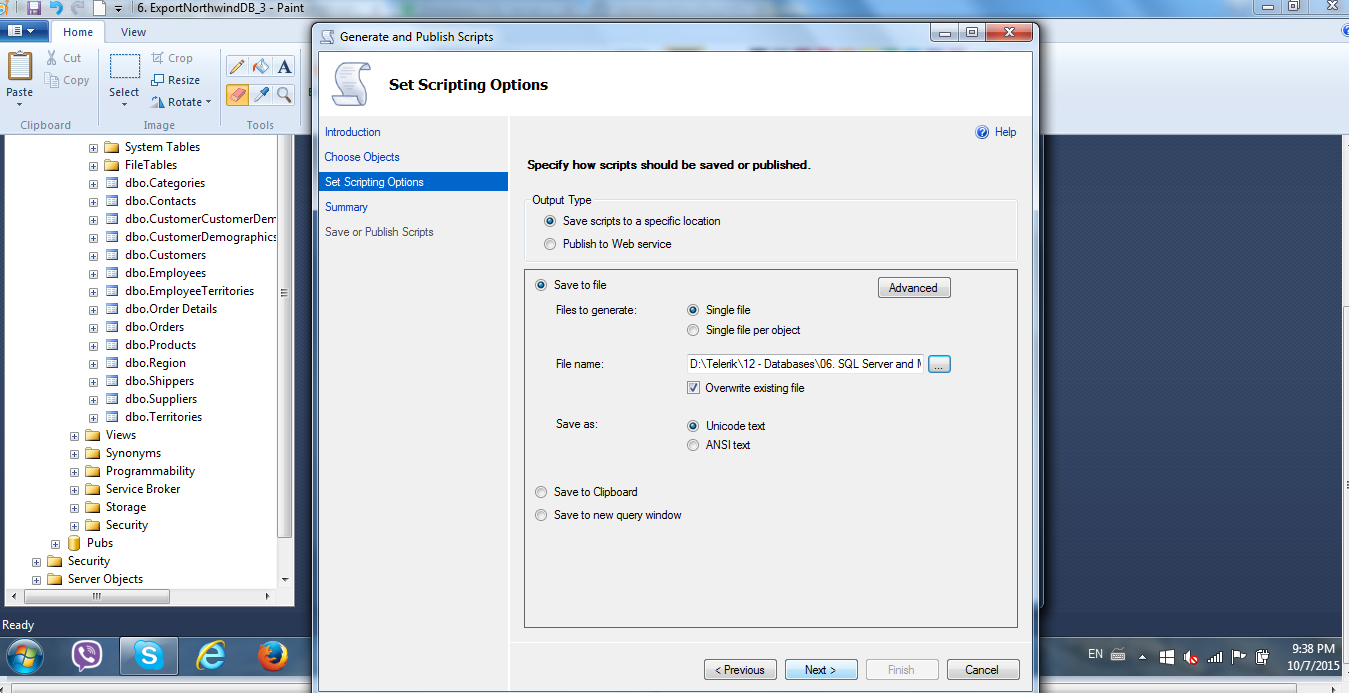 6. ExportNorthwindDB_3 - Paint
Home View
Paste
Cut
Copy
Clipboard
Select
Crop
Resize
Rotate
Image
A
Tools
System Tables
FileTables
dbo.Categories
dbo.Contacts
dbo.CustomerCustomerDem
dbo.CustomerDemographics
dbo.Customers
dbo.Employees
dbo.EmployeeTerritories
dbo.Order Details
dbo.Orders
dbo.Products
dbo.Region
dbo.Shippers
dbo.Suppliers
dbo.Territories
Views
Synonyms
Programmability
Service Broker
Storage
Security
Pubs
Security
Server Objects
Ready
Generate and Publish Scripts
Set Scripting Options
Introduction
Choose Objects
Set Scripting Options
Summary
Save or Publish Scripts
Help
Specify how scripts should be saved or published.
Output Type
Save scripts to a specific location
Publish to Web service
Save to file
Advanced
Files to generate: Single file
Single file per object
File name: D:\Telerik\12 - Databases\06. SQL Server and M ...
Overwrite existing file
Save as: Unicode text
ANSI text
Save to Clipboard
Save to new query window
< Previous Next > Finish Cancel
EN
9:38 PM
10/7/2015